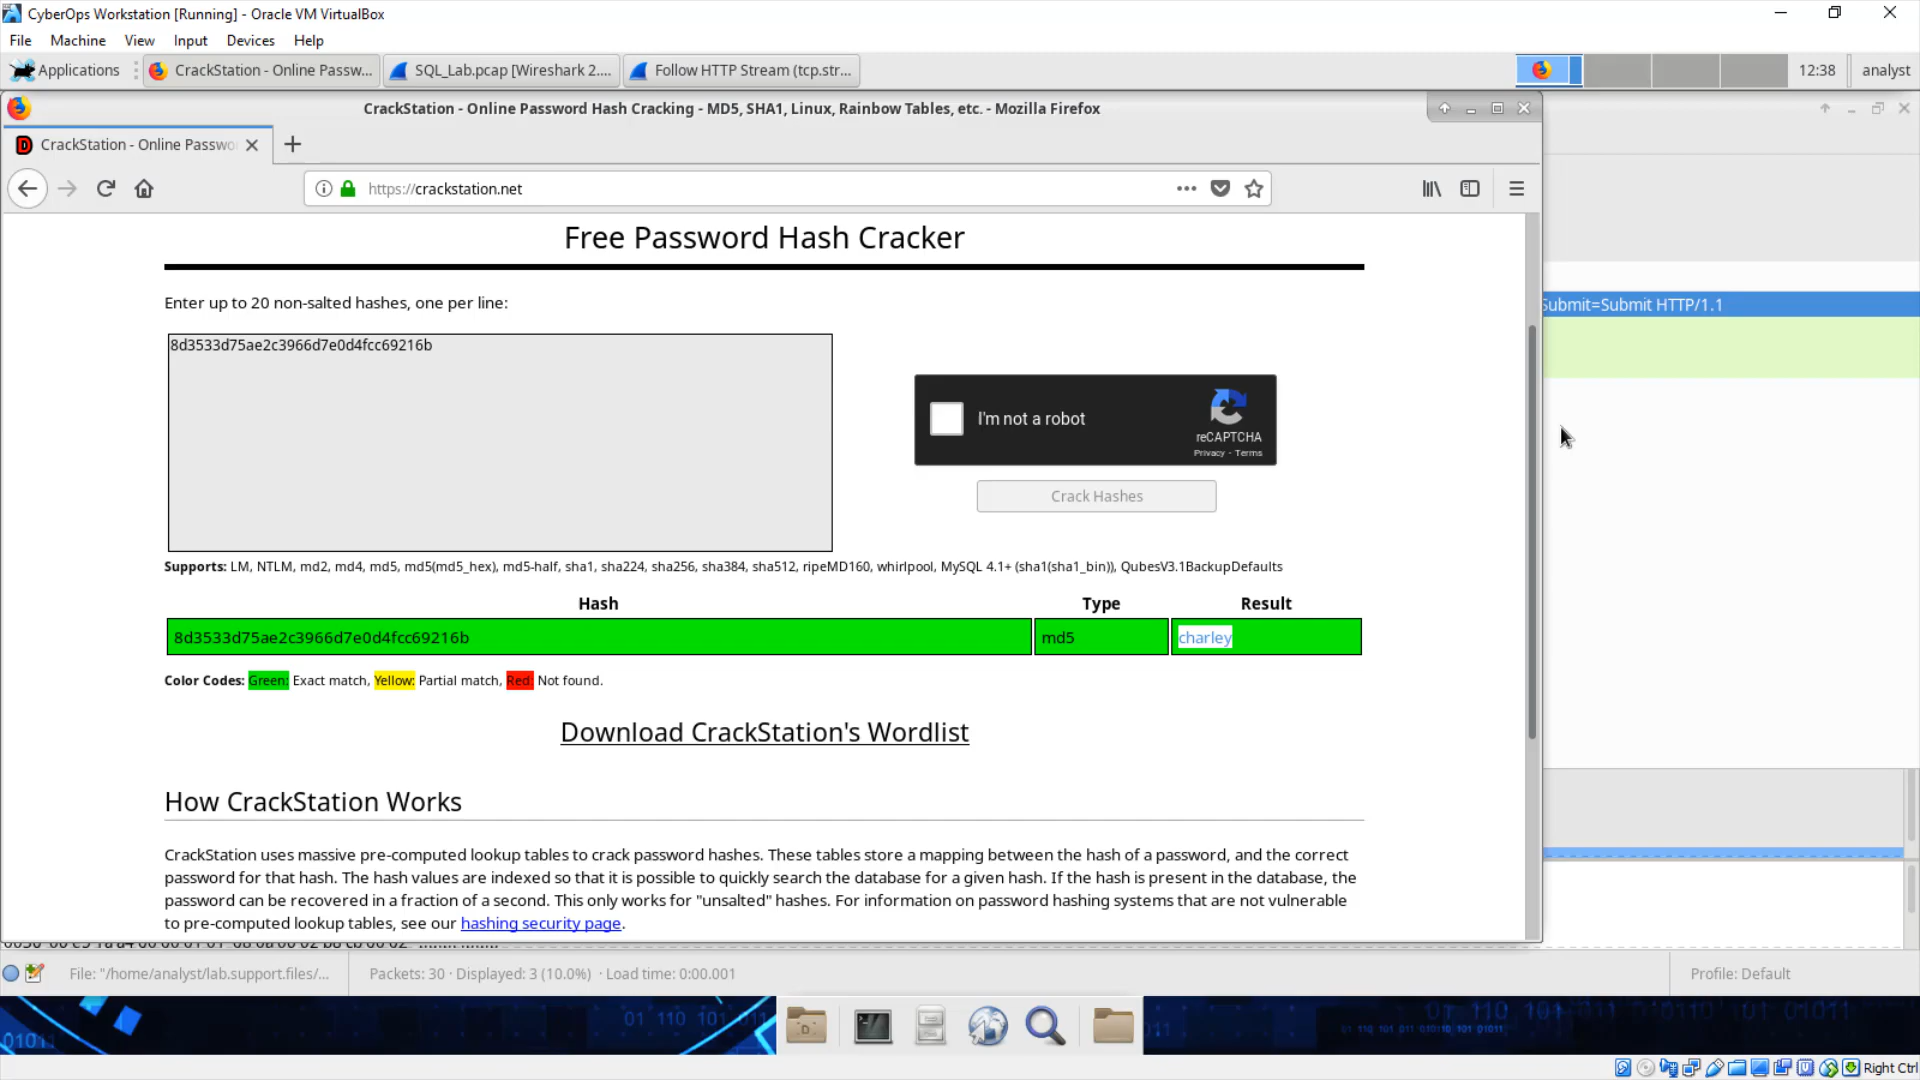 CyberOps Workstation [Running] - Oracle VM VirtualBox
File Machine View Input Devices Help
Applications CrackStation - Online Passw... SQL_Lab.pcap [Wireshark 2.... Follow HTTP Stream (tcp.str... 12:38 analyst
CrackStation - Online Password Hash Cracking - MD5, SHA1, Linux, Rainbow Tables, etc. - Mozilla Firefox
CrackStation - Online Passwo
https://crackstation.net
Free Password Hash Cracker
Enter up to 20 non-salted hashes, one per line:
Submit=Submit HTTP/1.1
8d3533d75ae2c3966d7e0d4fcc69216b
I'm not a robot
reCAPTCHA
Privacy - Terms
Crack Hashes
Supports: LM, NTLM, md2, md4, md5, md5(md5_hex), md5-half, sha1, sha224, sha256, sha384, sha512, ripeMD160, whirlpool, MySQL 4.1+ (sha1(sha1_bin)), QubesV3.1BackupDefaults
Hash Type Result
8d3533d75ae2c3966d7e0d4fcc69216b md5 charley
Color Codes: Green: Exact match, Yellow: Partial match, Red: Not found.
Download CrackStation's Wordlist
How CrackStation Works
CrackStation uses massive pre-computed lookup tables to crack password hashes. These tables store a mapping between the hash of a password, and the correct
password for that hash. The hash values are indexed so that it is possible to quickly search the database for a given hash. If the hash is present in the database, the
password can be recovered in a fraction of a second. This only works for "unsalted" hashes. For information on password hashing systems that are not vulnerable
to pre-computed lookup tables, see our hashing security page.
File: "/home/analyst/lab.support.files/... Packets: 30 · Displayed: 3 (10.0%) · Load time: 0:00.001 Profile: Default
Right Ctrl